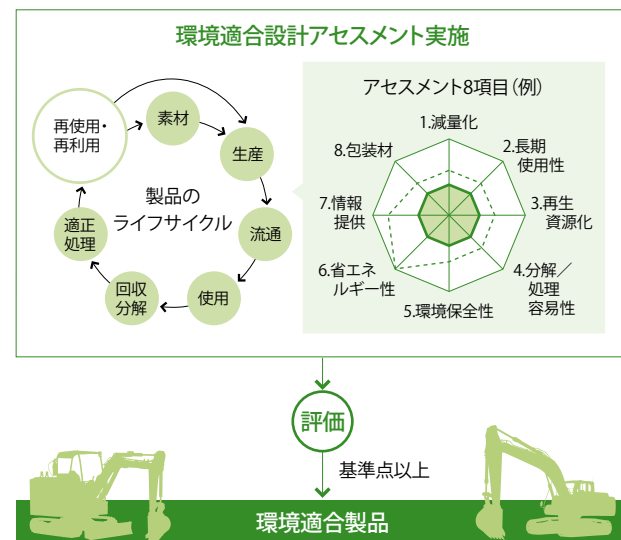 環境適合設計アセスメント実施
再使用・
再利用
素材
生産
流通
使用
回収
分解
適正
処理
製品の
ライフサイクル
アセスメント8項目（例）
1.減量化
2.長期
使用性
3.再生
資源化
4.分解／
処理
容易性
5.環境保全性
6.省エネ
ルギー性
7.情報
提供
8.包装材
評価
基準点以上
環境適合製品